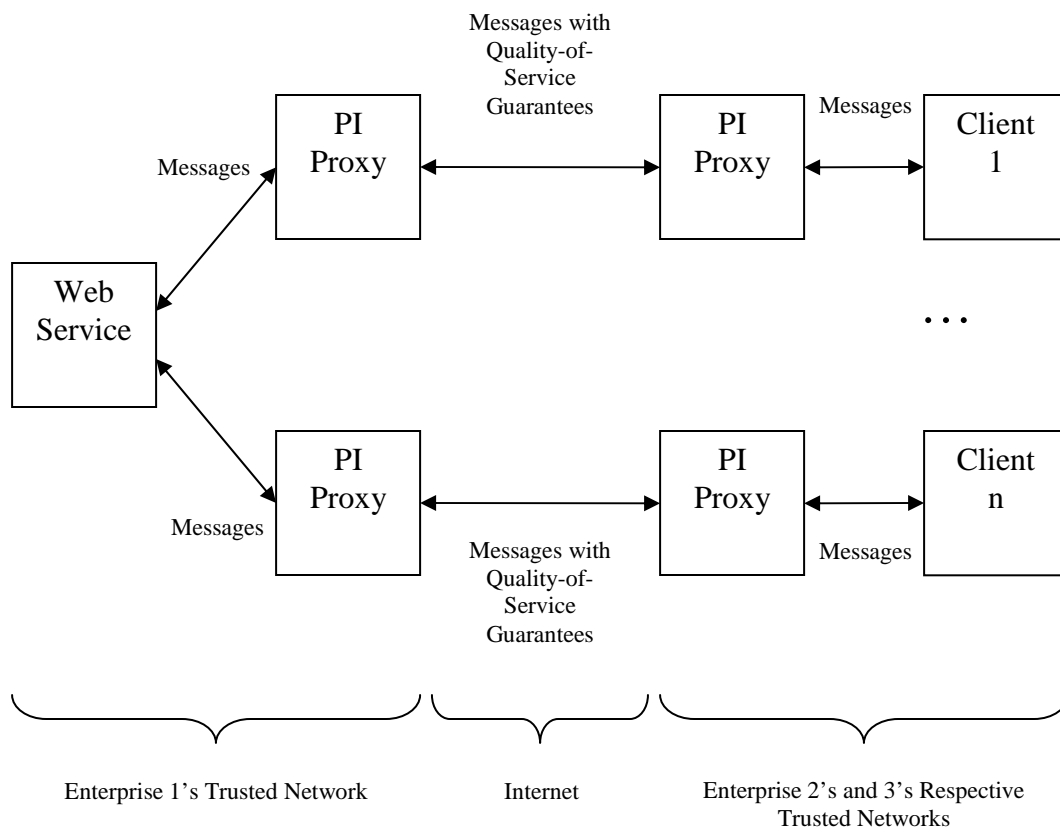 Messages with
Quality-of-
Service
Guarantees
PI
Proxy
PI
Proxy
Messages
Client
1
Messages
Web
Service
...
PI
Proxy
PI
Proxy
Client
n
Messages
Messages with
Quality-of-
Service
Guarantees
Messages
Enterprise 1’s Trusted Network
Internet
Enterprise 2’s and 3’s Respective
Trusted Networks